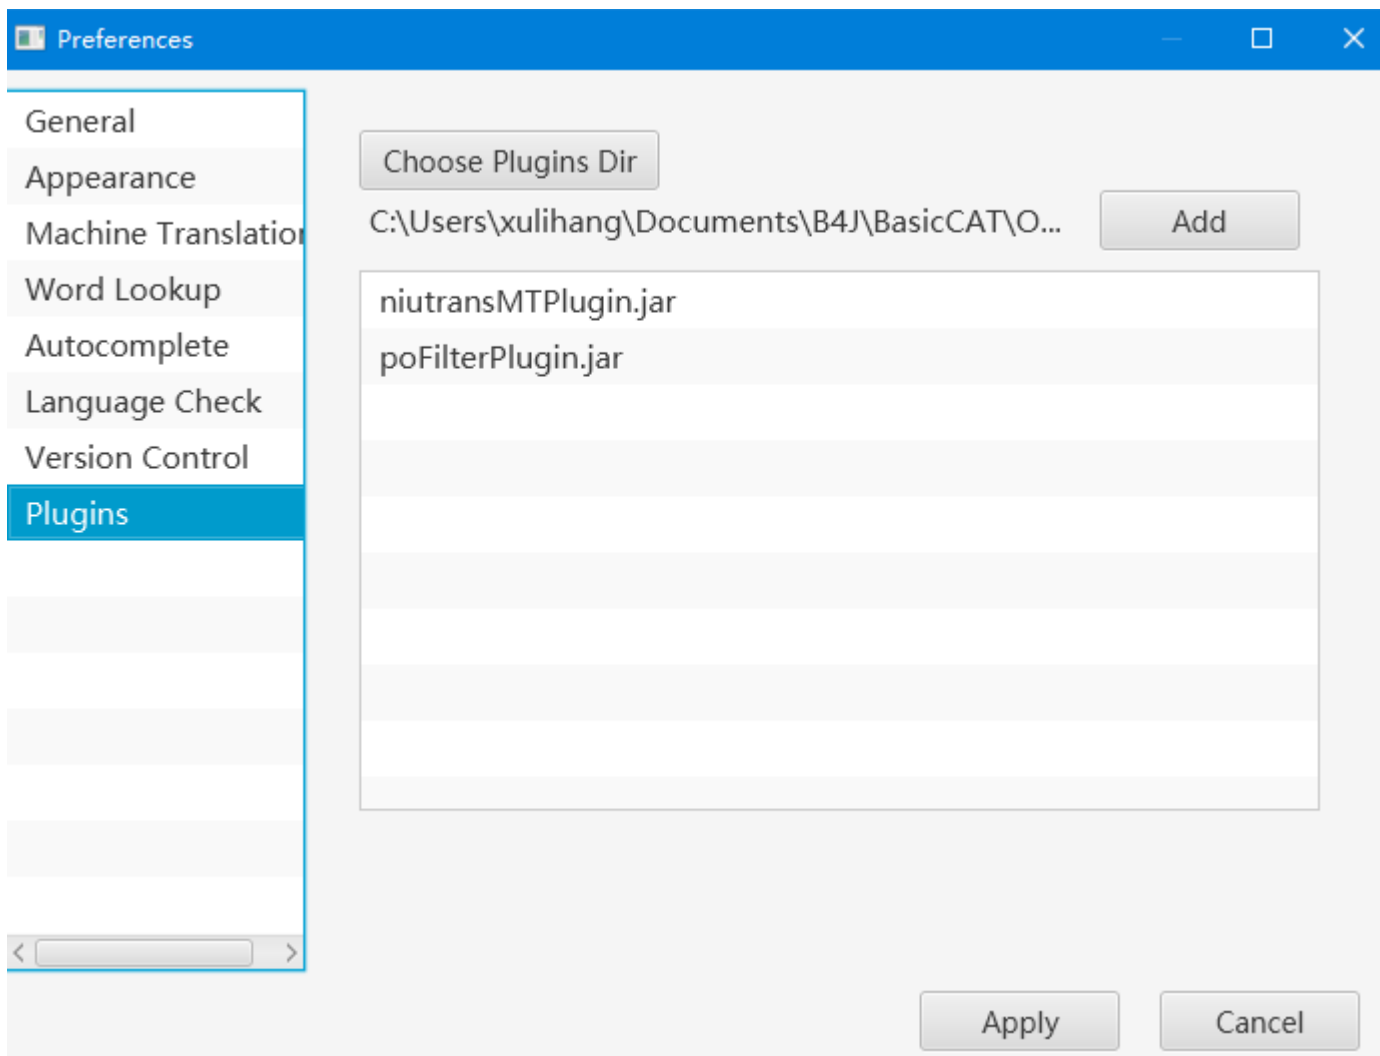 Preferences
General
Appearance
Machine Translation
Word Lookup
Autocomplete
Language Check
Version Control
Plugins
Choose Plugins Dir
C:\Users\xulihang\Documents\B4J\BasicCAT\O...
Add
niutransMTPlugin.jar
poFilterPlugin.jar
Apply
Cancel